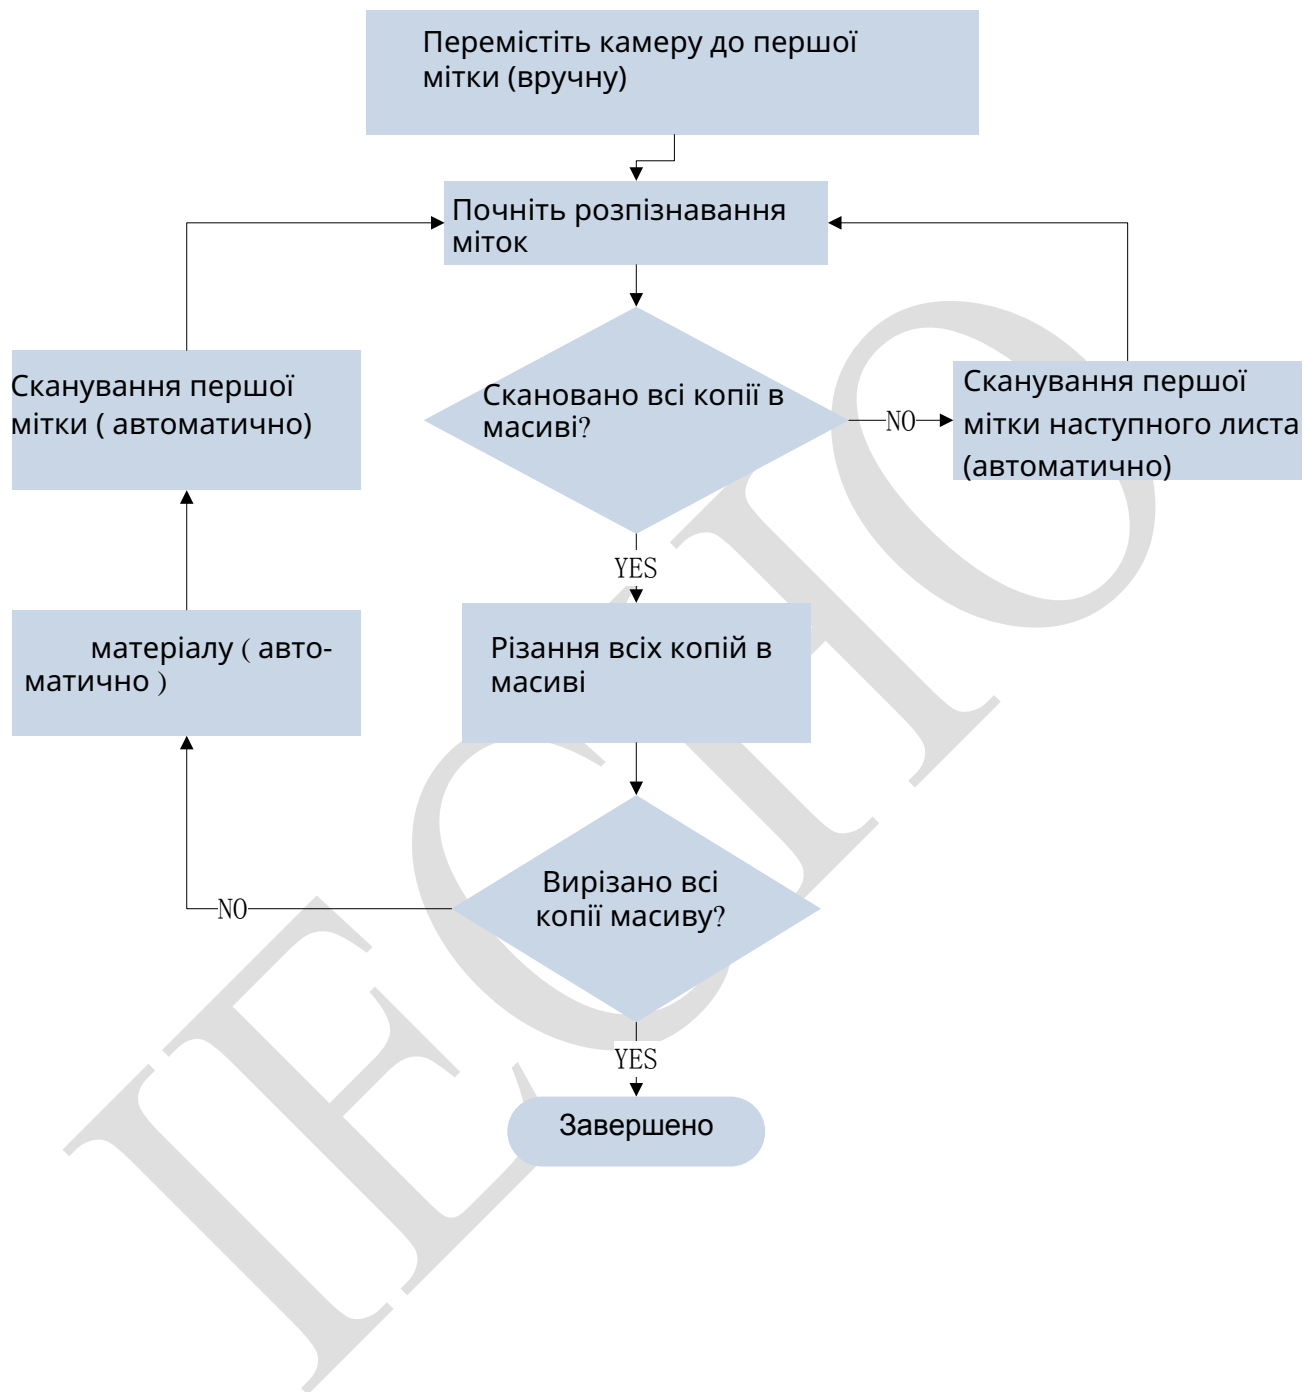 Перемістіть камеру до першої
мітки (вручну)
Почніть розпізнавання
міток
Сканування першої
мітки ( автоматично)
Скановано всі копії в
масиві?
NO
Сканування першої
мітки наступного листа
(автоматично)
YES
матеріалу ( авто-
матично )
Різання всіх копій в
масиві
Вирізано всі
копії масиву?
NO
YES
Завершено
IECHO